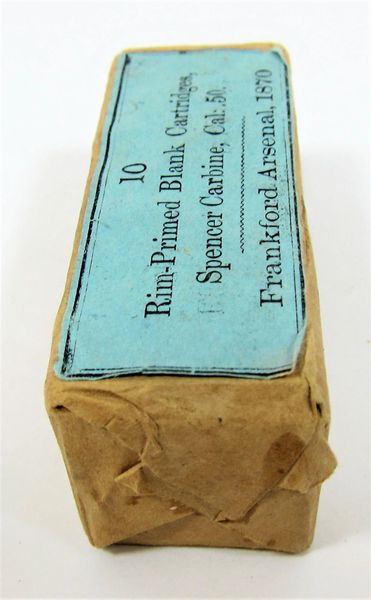 10
Rim-Primed Blank Cartridges,
Spencer Carbine; Cal: .50.
Frankford Arsenal, 1870